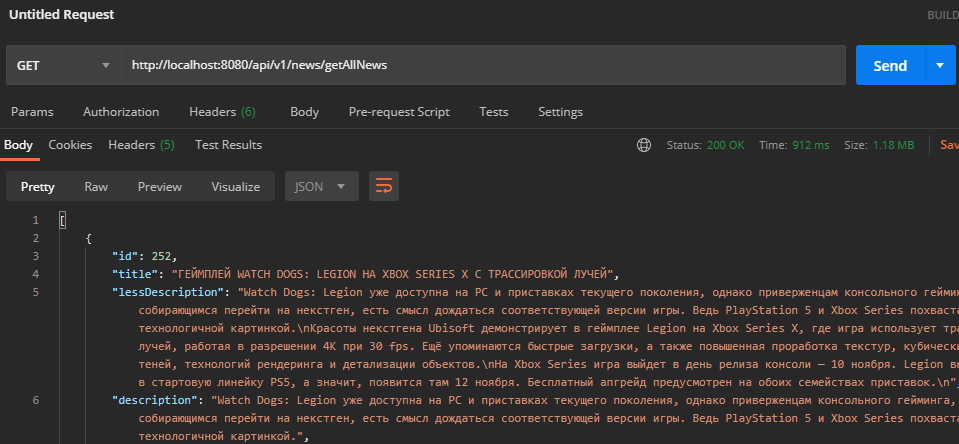 Untitled Request
BUILD
GET http://localhost:8080/api/v1/news/getAllNews Send
Params Authorization Headers (6) Body Pre-request Script Tests Settings
Body Cookies Headers (5) Test Results Status: 200 OK Time: 912 ms Size: 1.18 MB Sav
Pretty Raw Preview Visualize JSON
1 [
2 {
3 "id": 252,
4 "title": "ГЕЙМПЛЕЙ WATCH DOGS: LEGION НА XBOX SERIES X С ТРАССИРОВКОЙ ЛУЧЕЙ",
5 "lessDescription": "Watch Dogs: Legion уже доступна на PC и приставках текущего поколения, однако приверженцам консольного гейминг
собирающимся перейти на некстген, есть смысл дождаться соответствующей версии игры. Ведь PlayStation 5 и Xbox Series похваста
технологичной картинкой.\nКрасоты некстгена Ubisoft демонстрирует в геймплее Legion на Xbox Series X, где игра использует тра
лучей, работая в разрешении 4K при 30 fps. Ещё упоминаются быстрые загрузки, а также повышенная проработка текстур, кубически
теней, технологий рендеринга и детализации объектов.\nНа Xbox Series игра выйдет в день релиза консоли — 10 ноября. Legion вх
в стартовую линейку PS5, а значит, появится там 12 ноября. Бесплатный апгрейд предусмотрен на обоих семействах приставок.\n",
6 "description": "Watch Dogs: Legion уже доступна на PC и приставках текущего поколения, однако приверженцам консольного гейминга,
собирающимся перейти на некстген, есть смысл дождаться соответствующей версии игры. Ведь PlayStation 5 и Xbox Series похваста
технологичной картинкой.",